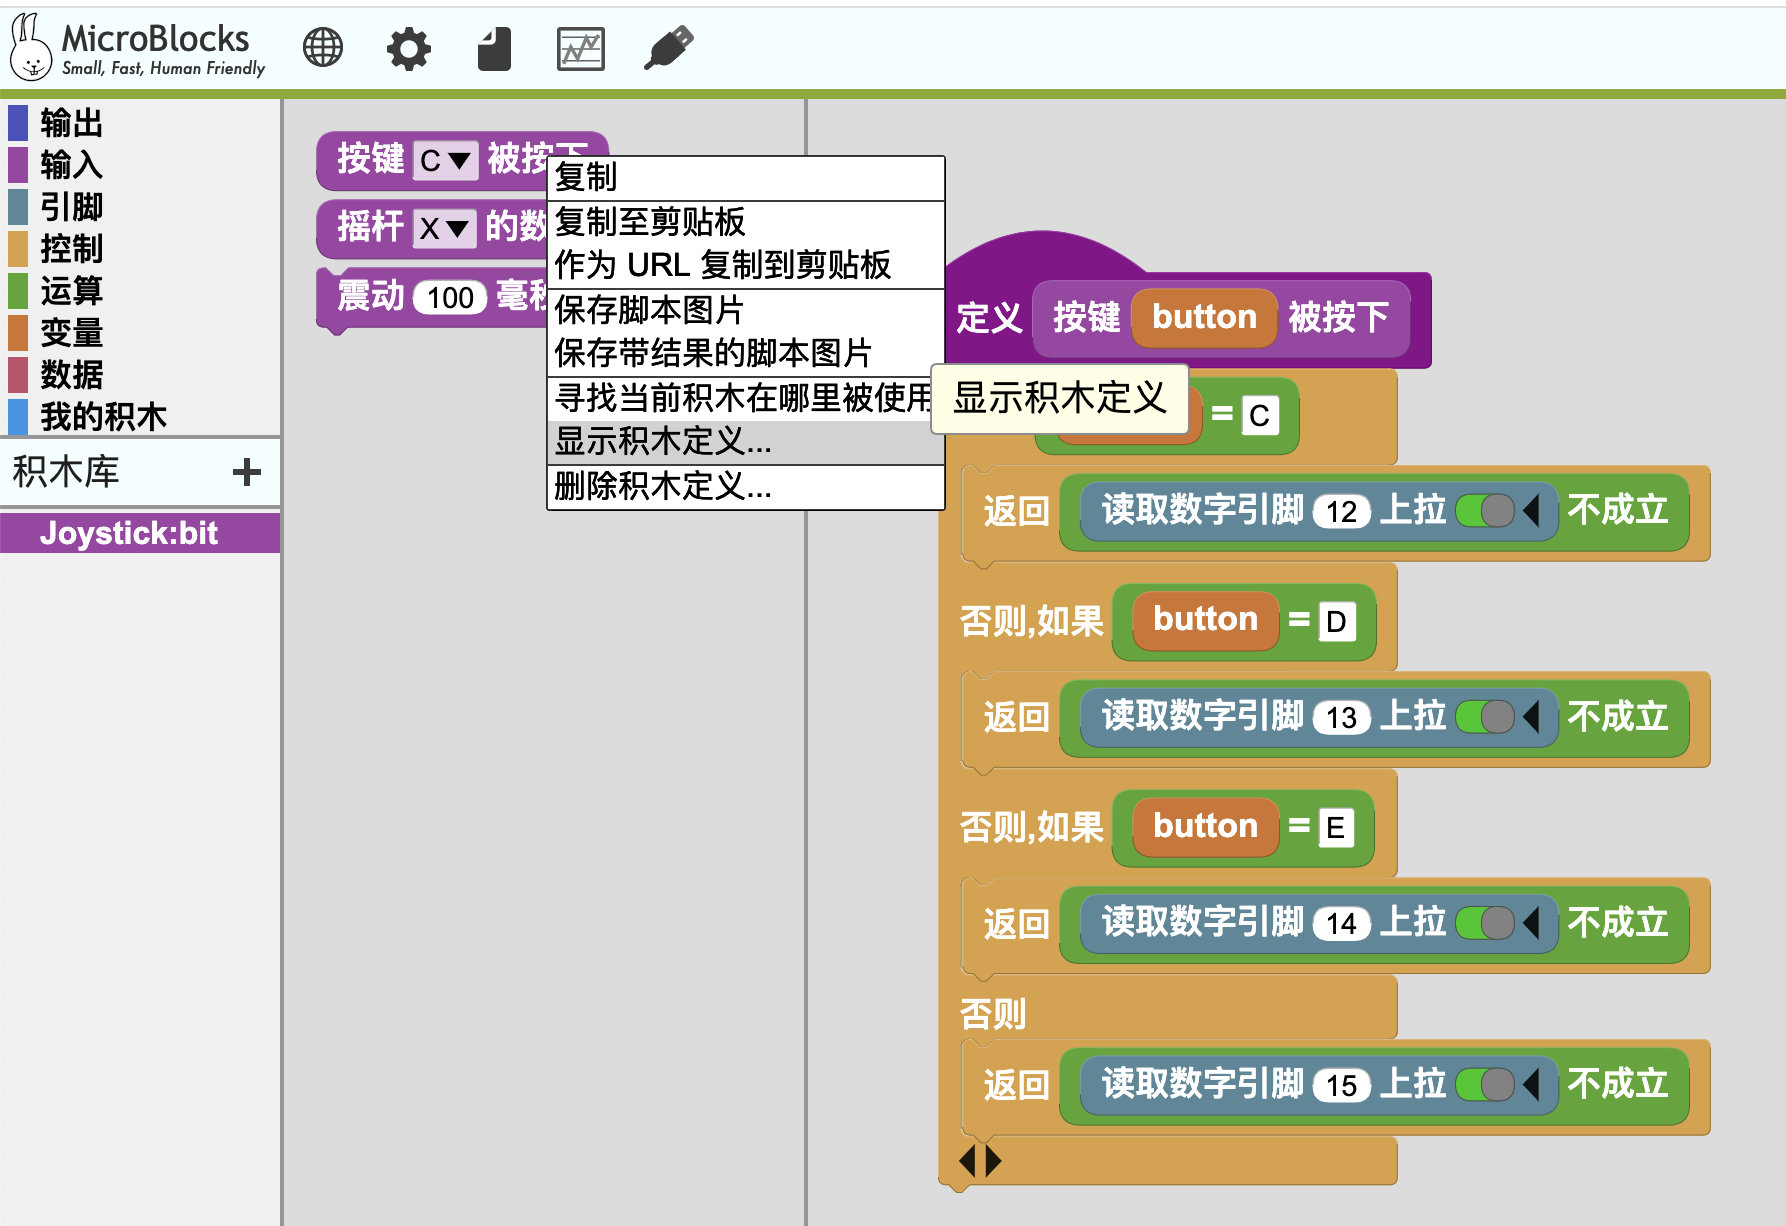 MicroBlocks
Small, Fast, Human Friendly
输出
输入
引脚
控制
运算
变量
数据
我的积木
积木库 +
Joystick:bit
按键 C 被按下
摇杆 X 的数
震动 100 毫秒
复制
复制至剪贴板
作为 URL 复制到剪贴板
保存脚本图片
保存带结果的脚本图片
寻找当前积木在哪里被使用
显示积木定义...
删除积木定义...
显示积木定义
定义 按键 button 被按下
= C
返回 读取数字引脚 12 上拉 不成立
否则,如果 button = D
返回 读取数字引脚 13 上拉 不成立
否则,如果 button = E
返回 读取数字引脚 14 上拉 不成立
否则
返回 读取数字引脚 15 上拉 不成立